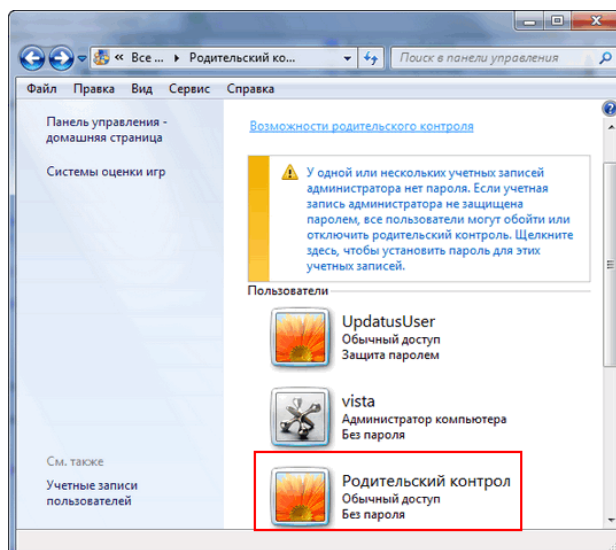 « Все ... ▸ Родительский ко...
Поиск в панели управления
Файл Правка Вид Сервис Справка
Панель управления -
домашняя страница
Системы оценки игр
Возможности родительского контроля
У одной или нескольких учетных записей
администратора нет пароля. Если учетная
запись администратора не защищена
паролем, все пользователи могут обойти или
отключить родительский контроль. Щелкните
здесь, чтобы установить пароль для этих
учетных записей.
Пользователи
UpdatusUser
Обычный доступ
Защита паролем
vista
Администратор компьютера
Без пароля
Родительский контрол
Обычный доступ
Без пароля
См. также
Учетные записи
пользователей